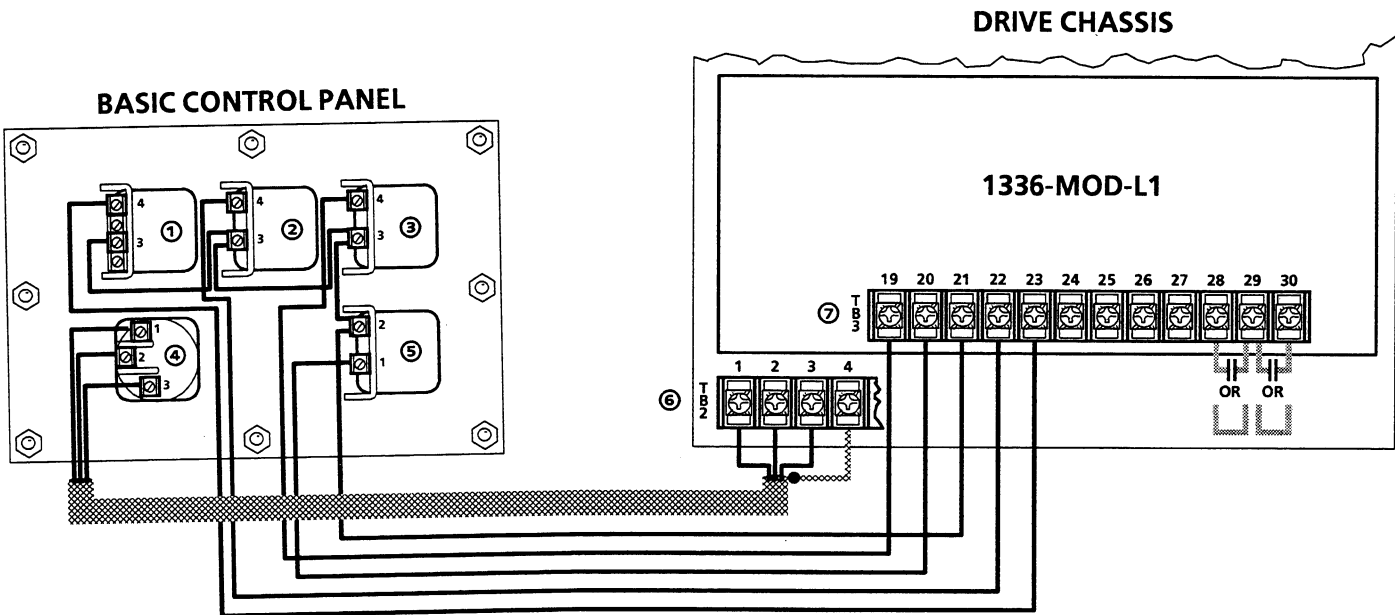 DRIVE CHASSIS
BASIC CONTROL PANEL
1336-MOD-L1
4
3
①
4
3
②
4
3
③
1
2
3
④
2
1
⑤
19 20 21 22 23 24 25 26 27 28 29 30
⑦
TB3
1 2 3 4
⑥
TB2
OR OR